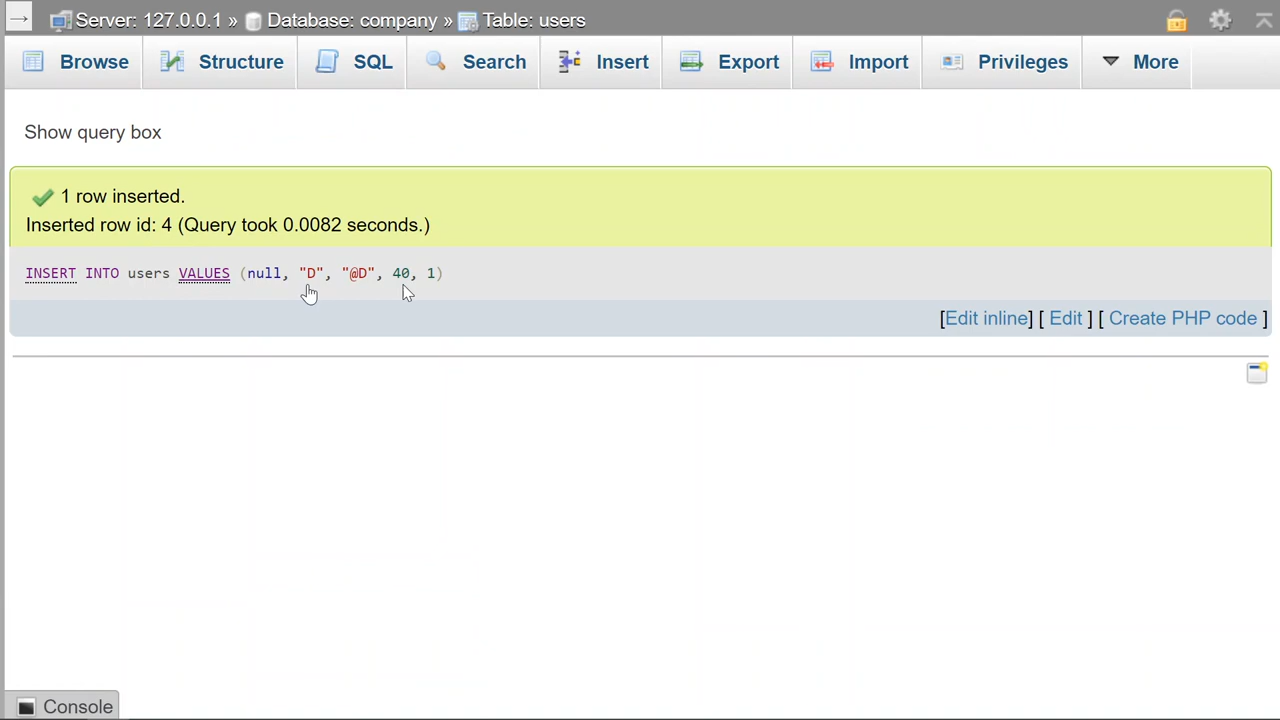 Server: 127.0.0.1 » Database: company » Table: users
Browse Structure SQL Search Insert Export Import Privileges More
Show query box
1 row inserted.
Inserted row id: 4 (Query took 0.0082 seconds.)
INSERT INTO users VALUES (null, "D", "@D", 40, 1)
[Edit inline] [ Edit ] [ Create PHP code ]
Console